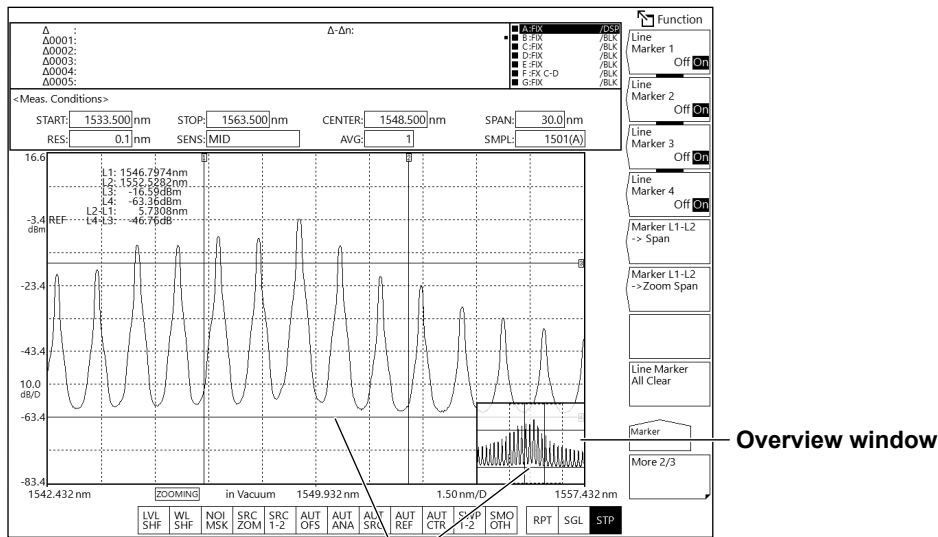 Function
Δ :
Δ0001:
Δ0002:
Δ0003:
Δ0004:
Δ0005:
Δ-Δn:
A:FIX /DSP
B:FIX /BLK
C:FIX /BLK
D:FIX /BLK
E:FIX /BLK
F:FX C-D /BLK
G:FIX /BLK
<Meas. Conditions>
START: 1533.500 nm STOP: 1563.500 nm CENTER: 1548.500 nm SPAN: 30.0 nm
RES: 0.1 nm SENS: MID AVG: 1 SMPL: 1501(A)
16.6
1
2
L1: 1546.7974nm
L2: 1552.5282nm
L3: -16.59dBm
L4: -63.36dBm
L2-L1: 5.7308nm
L4-L3: -46.76dB
-3.4 REF
dBm
3
-23.4
-43.4
10.0
dB/D
-63.4
-83.4
1542.432 nm ZOOMING in Vacuum 1549.932 nm 1.50 nm/D 1557.432 nm
LVL SHF
WL SHF
NOI MSK
SRC ZOM
SRC 1-2
AUT OFS
AUT ANA
AUT SRC
AUT REF
AUT CTR
SWP 1-2
SMO OTH
RPT
SGL
STP
Line
Marker 1
Off On
Line
Marker 2
Off On
Line
Marker 3
Off On
Line
Marker 4
Off On
Marker L1-L2
-> Span
Marker L1-L2
->Zoom Span
Line Marker
All Clear
Marker
More 2/3
Overview window